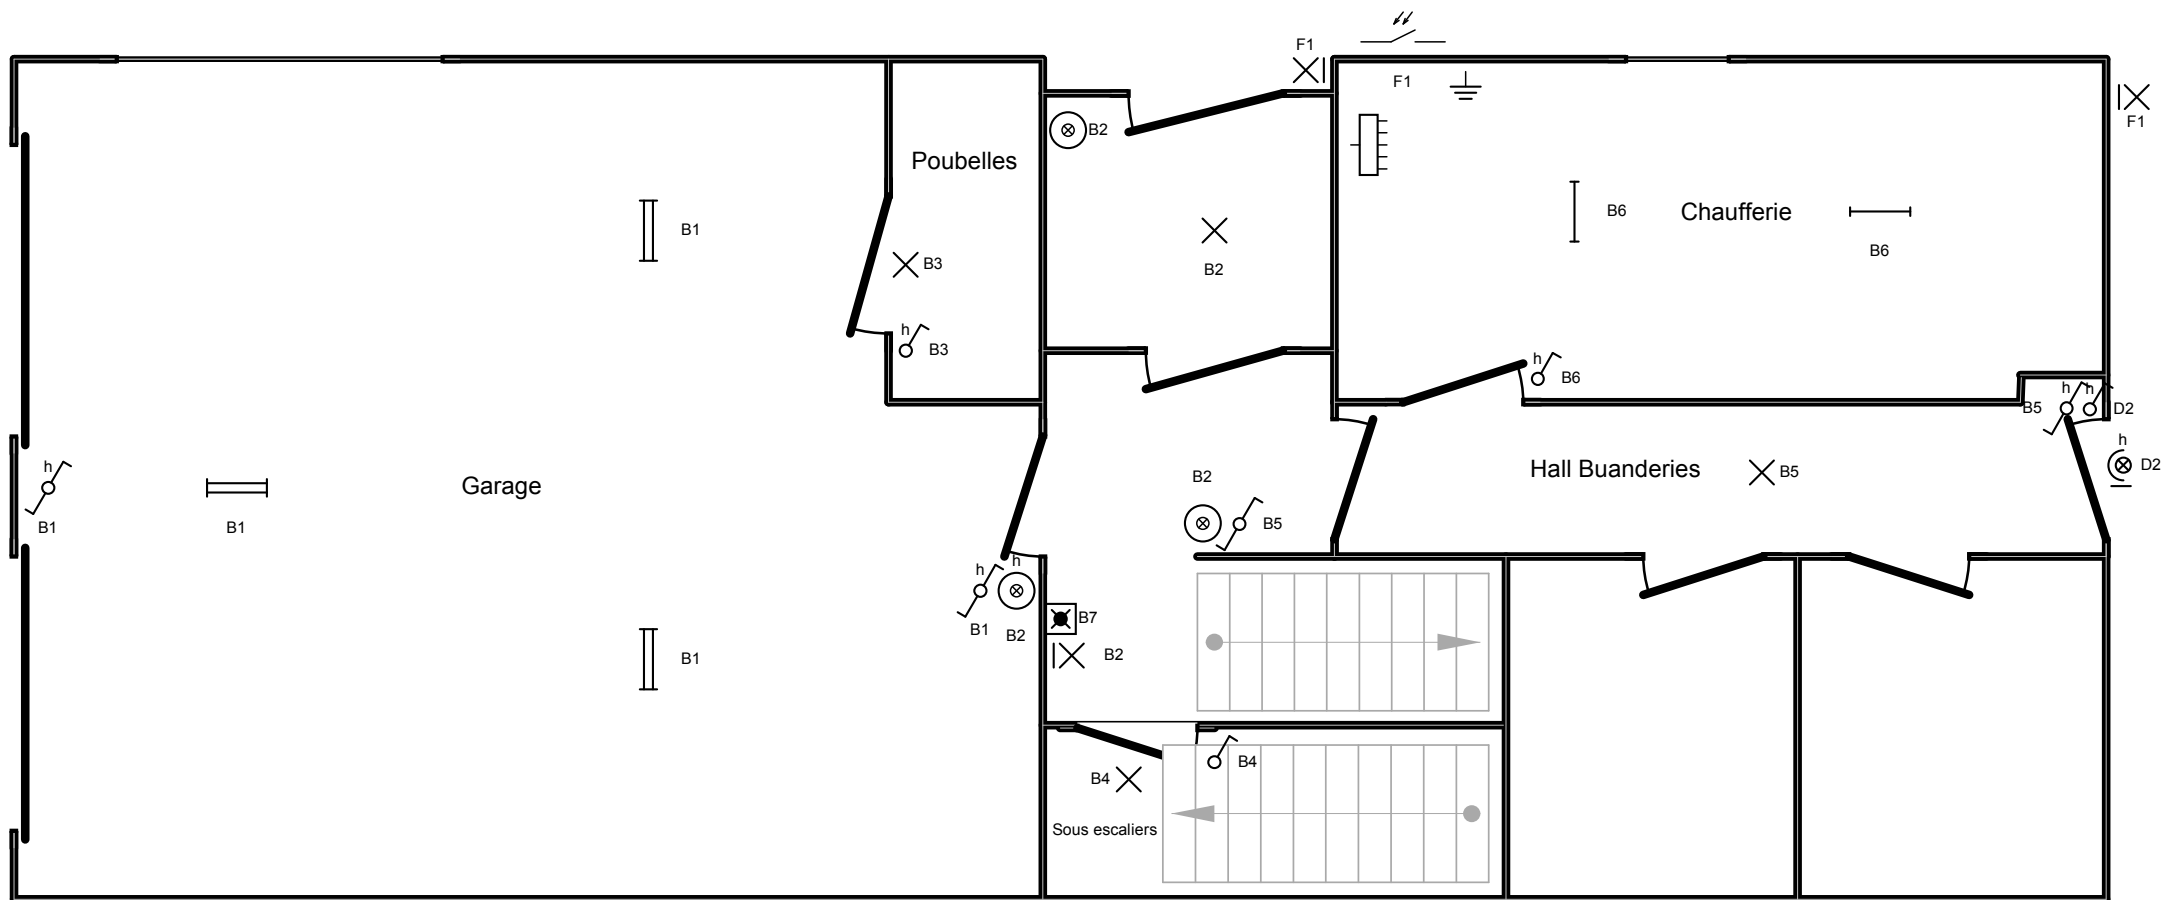 F1
F1
F1
B2
Poubelles
B1
B3
B2
B6
Chaufferie
B6
h
B3
h
B6
h
h
B5
D2
h
B1
B1
Garage
B2
B5
Hall Buanderies
B5
h
D2
h
h
B1
B2
B7
B2
B1
B4
B4
Sous escaliers